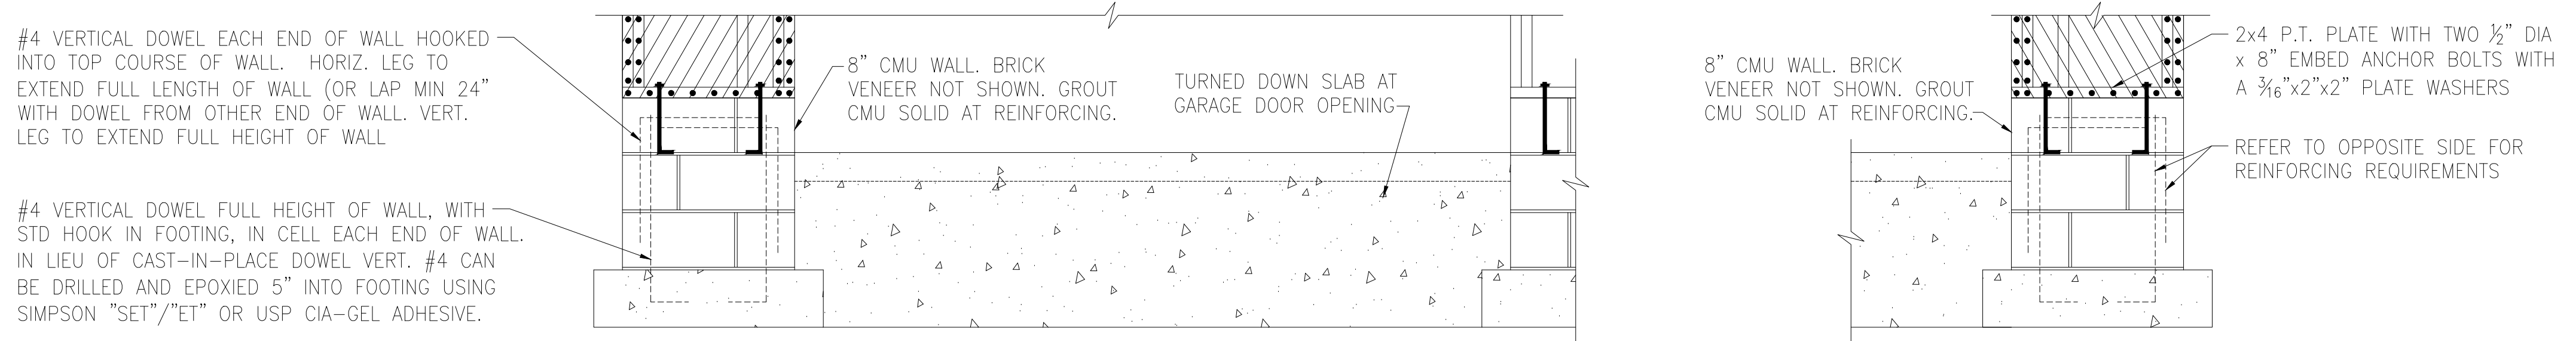 #4 VERTICAL DOWEL EACH END OF WALL HOOKED
INTO TOP COURSE OF WALL. HORIZ. LEG TO
EXTEND FULL LENGTH OF WALL (OR LAP MIN 24"
WITH DOWEL FROM OTHER END OF WALL. VERT.
LEG TO EXTEND FULL HEIGHT OF WALL
#4 VERTICAL DOWEL FULL HEIGHT OF WALL, WITH
STD HOOK IN FOOTING, IN CELL EACH END OF WALL.
IN LIEU OF CAST-IN-PLACE DOWEL VERT. #4 CAN
BE DRILLED AND EPOXIED 5" INTO FOOTING USING
SIMPSON "SET"/"ET" OR USP CIA-GEL ADHESIVE.
8" CMU WALL. BRICK
VENEER NOT SHOWN. GROUT
CMU SOLID AT REINFORCING.
TURNED DOWN SLAB AT
GARAGE DOOR OPENING
8" CMU WALL. BRICK
VENEER NOT SHOWN. GROUT
CMU SOLID AT REINFORCING.
2x4 P.T. PLATE WITH TWO ½" DIA
x 8" EMBED ANCHOR BOLTS WITH
A 3⁄16"x2"x2" PLATE WASHERS
REFER TO OPPOSITE SIDE FOR
REINFORCING REQUIREMENTS